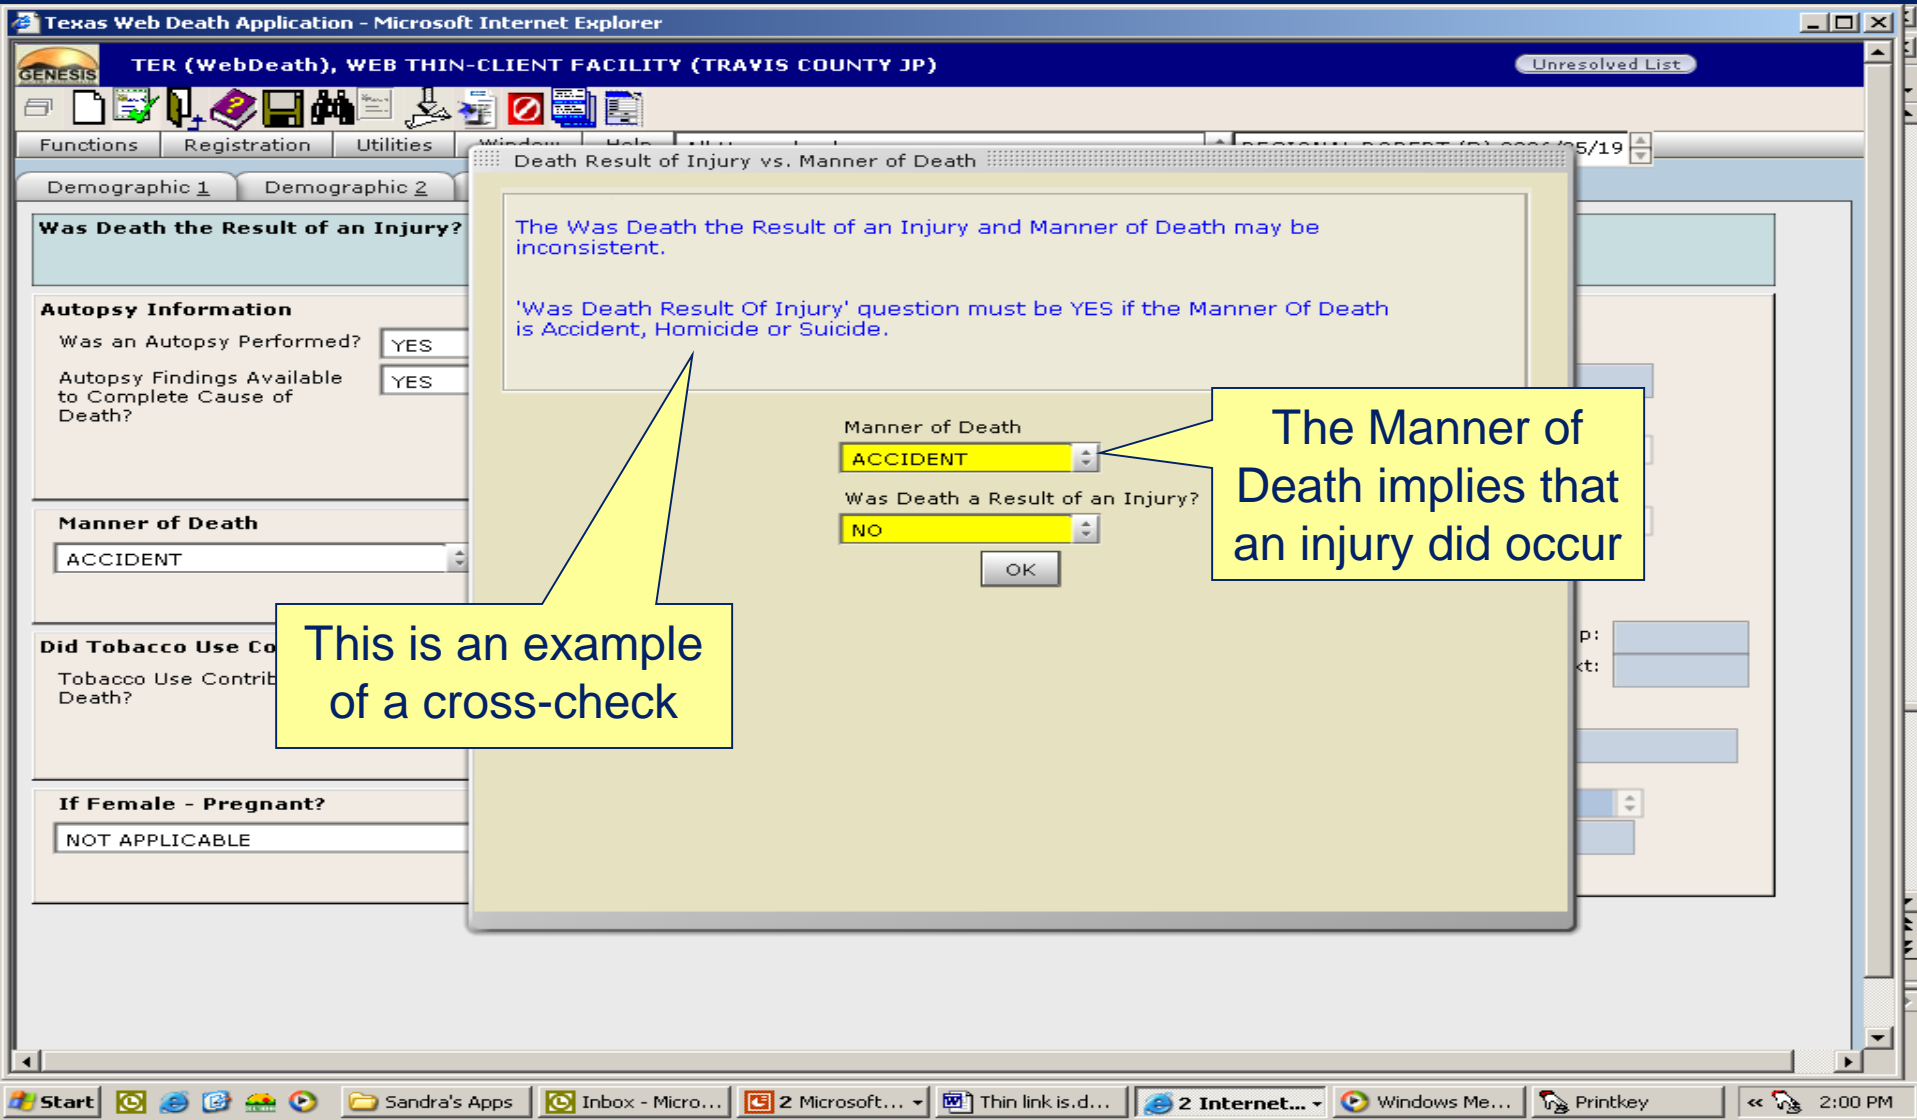 Texas Web Death Application - Microsoft Internet Explorer
GENESIS
TER (WebDeath), WEB THIN-CLIENT FACILITY (TRAVIS COUNTY JP)
Unresolved List
Functions Registration Utilities Window Help
5/19
Demographic 1 Demographic 2
Death Result of Injury vs. Manner of Death
Was Death the Result of an Injury?
The Was Death the Result of an Injury and Manner of Death may be
inconsistent.
'Was Death Result Of Injury' question must be YES if the Manner Of Death
is Accident, Homicide or Suicide.
Autopsy Information
Was an Autopsy Performed? YES
Autopsy Findings Available
to Complete Cause of
Death?
YES
Manner of Death
ACCIDENT
Was Death a Result of an Injury?
NO
OK
The Manner of
Death implies that
an injury did occur
Manner of Death
ACCIDENT
This is an example
of a cross-check
Did Tobacco Use Co
Tobacco Use Contrib
Death?
p:
xt:
If Female - Pregnant?
NOT APPLICABLE
Start Sandra's Apps Inbox - Micro... 2 Microsoft... Thin link is.d... 2 Internet... Windows Me... Printkey « 2:00 PM